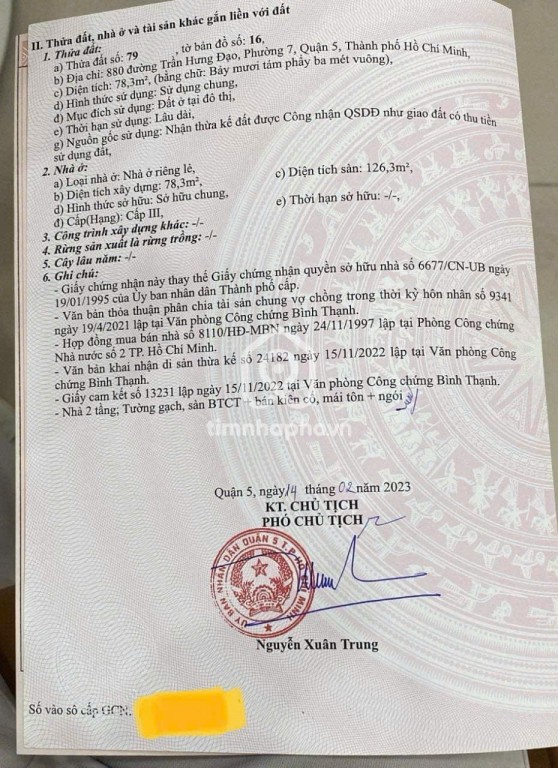 II. Thửa đất, nhà ở và tài sản khác gắn liền với đất
1. Thửa đất:
a) Thửa đất số: 79 , tờ bản đồ số: 16,
b) Địa chỉ: 880 đường Trần Hưng Đạo, Phường 7, Quận 5, Thành phố Hồ Chí Minh,
c) Diện tích: 78,3m², (bằng chữ: Bảy mươi tám phẩy ba mét vuông),
d) Hình thức sử dụng: Sử dụng chung,
đ) Mục đích sử dụng: Đất ở tại đô thị,
e) Thời hạn sử dụng: Lâu dài,
g) Nguồn gốc sử dụng: Nhận thừa kế đất được Công nhận QSDĐ như giao đất có thu tiền
sử dụng đất,
2. Nhà ở:
a) Loại nhà ở: Nhà ở riêng lẻ,
b) Diện tích xây dựng: 78,3m²,
c) Diện tích sàn: 126,3m²,
d) Hình thức sở hữu: Sở hữu chung,
đ) Cấp(Hạng): Cấp III,
e) Thời hạn sở hữu: -/-,
3. Công trình xây dựng khác: -/-
4. Rừng sản xuất là rừng trồng: -/-
5. Cây lâu năm: -/-
6. Ghi chú:
- Giấy chứng nhận này thay thế Giấy chứng nhận quyền sở hữu nhà số 6677/CN-UB ngày
19/01/1995 của Ủy ban nhân dân Thành phố cấp.
- Văn bản thỏa thuận phân chia tài sản chung vợ chồng trong thời kỳ hôn nhân số 9341
ngày 19/4/2021 lập tại Văn phòng Công chứng Bình Thạnh.
- Hợp đồng mua bán nhà số 8110/HĐ-MBN ngày 24/11/1997 lập tại Phòng Công chứng
Nhà nước số 2 TP. Hồ Chí Minh.
- Văn bản khai nhận di sản thừa kế số 24182 ngày 15/11/2022 lập tại Văn phòng Công
chứng Bình Thạnh.
- Giấy cam kết số 13231 lập ngày 15/11/2022 tại Văn phòng Công chứng Bình Thạnh.
- Nhà 2 tầng; Tường gạch, sàn BTCT + bán kiên cố, mái tôn + ngói
timnhapho.vn
Quận 5, ngày 14 tháng 02 năm 2023
KT. CHỦ TỊCH
PHÓ CHỦ TỊCH
ỦY BAN NHÂN DÂN QUẬN 5 T.P HỒ CHÍ MINH
Nguyễn Xuân Trung
Số vào sổ cấp GCN.